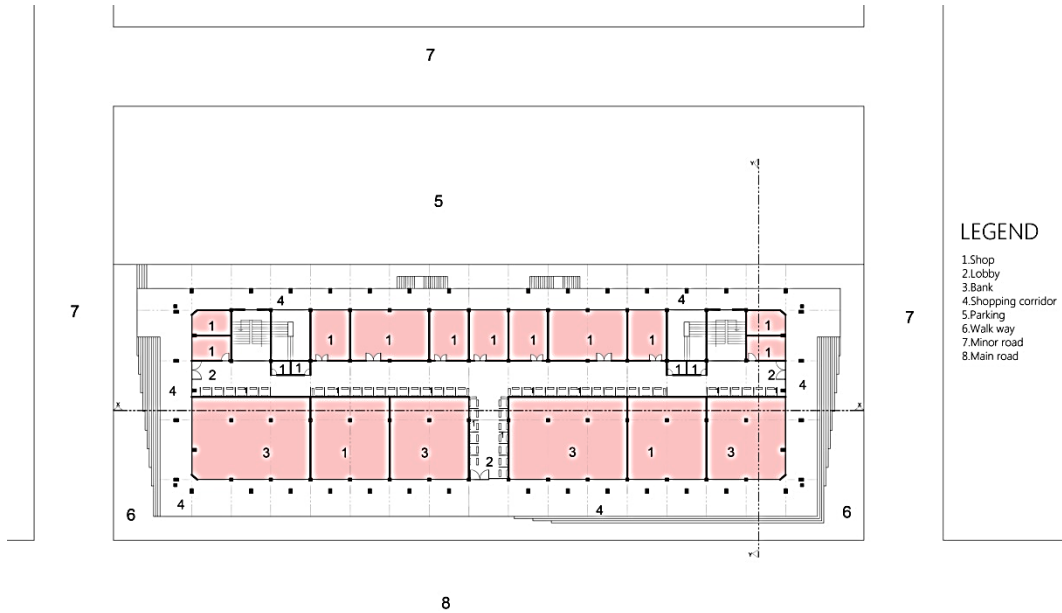 7
5
Y
LEGEND
1.Shop
2.Lobby
3.Bank
4.Shopping corridor
5.Parking
6.Walk way
7.Minor road
8.Main road
4 4
7 7
1 1 1 1 1 1 1 1 1
1 1
1 1 1 1
2 2
4 4
X X
3 1 3 3 1 3
2
4 4
6 6
Y
8